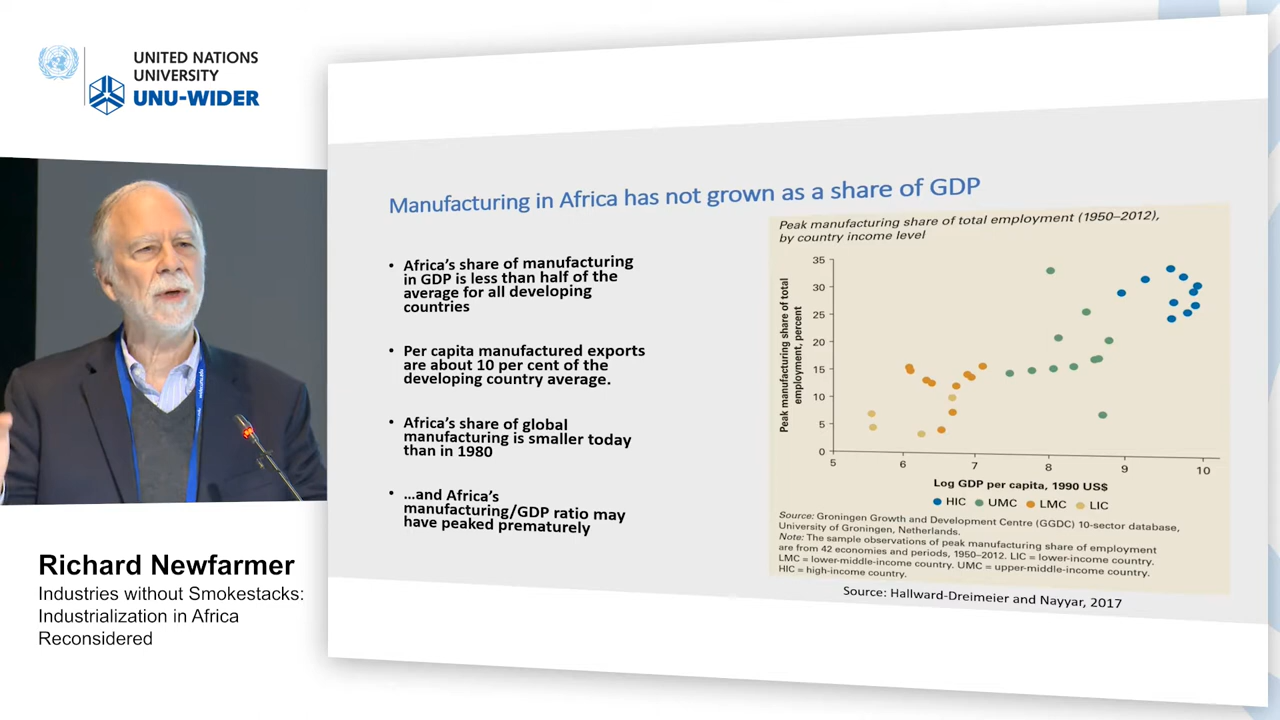 UNITED NATIONS
UNIVERSITY
UNU-WIDER
Manufacturing in Africa has not grown as a share of GDP
• Africa's share of manufacturing
in GDP is less than half of the
average for all developing
countries
• Per capita manufactured exports
are about 10 per cent of the
developing country average.
• Africa's share of global
manufacturing is smaller today
than in 1980
• ...and Africa's
manufacturing/GDP ratio may
have peaked prematurely
Peak manufacturing share of total employment (1950–2012),
by country income level
Peak manufacturing share of total
employment, percent
35
30
25
20
15
10
5
0
5 6 7 8 9 10
Log GDP per capita, 1990 US$
HIC UMC LMC LIC
Source: Groningen Growth and Development Centre (GGDC) 10-sector database,
University of Groningen, Netherlands.
Note: The sample observations of peak manufacturing share of employment
are from 42 economies and periods, 1950–2012. LIC = lower-income country.
LMC = lower-middle-income country. UMC = upper-middle-income country.
HIC = high-income country.
Source: Hallward-Dreimeier and Nayyar, 2017
Richard Newfarmer
Industries without Smokestacks:
Industrialization in Africa
Reconsidered